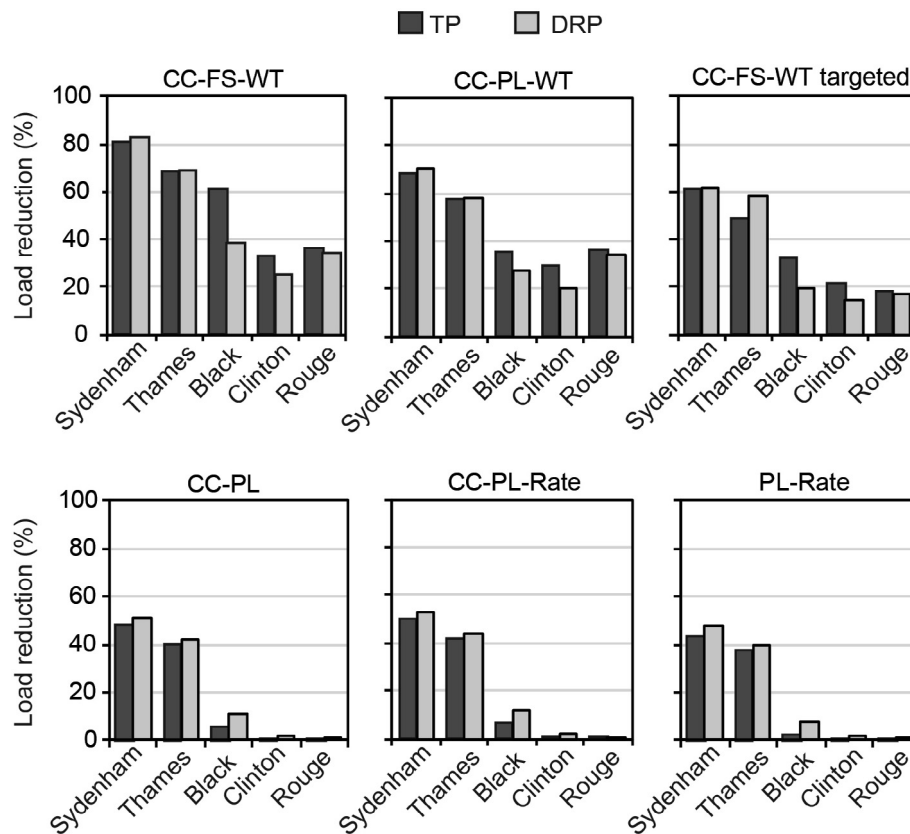 TP DRP
CC-FS-WT CC-PL-WT CC-FS-WT targeted
Load reduction (%)
100
80
60
40
20
0
Sydenham Thames Black Clinton Rouge Sydenham Thames Black Clinton Rouge Sydenham Thames Black Clinton Rouge
CC-PL CC-PL-Rate PL-Rate
Load reduction (%)
100
80
60
40
20
0
Sydenham Thames Black Clinton Rouge Sydenham Thames Black Clinton Rouge Sydenham Thames Black Clinton Rouge